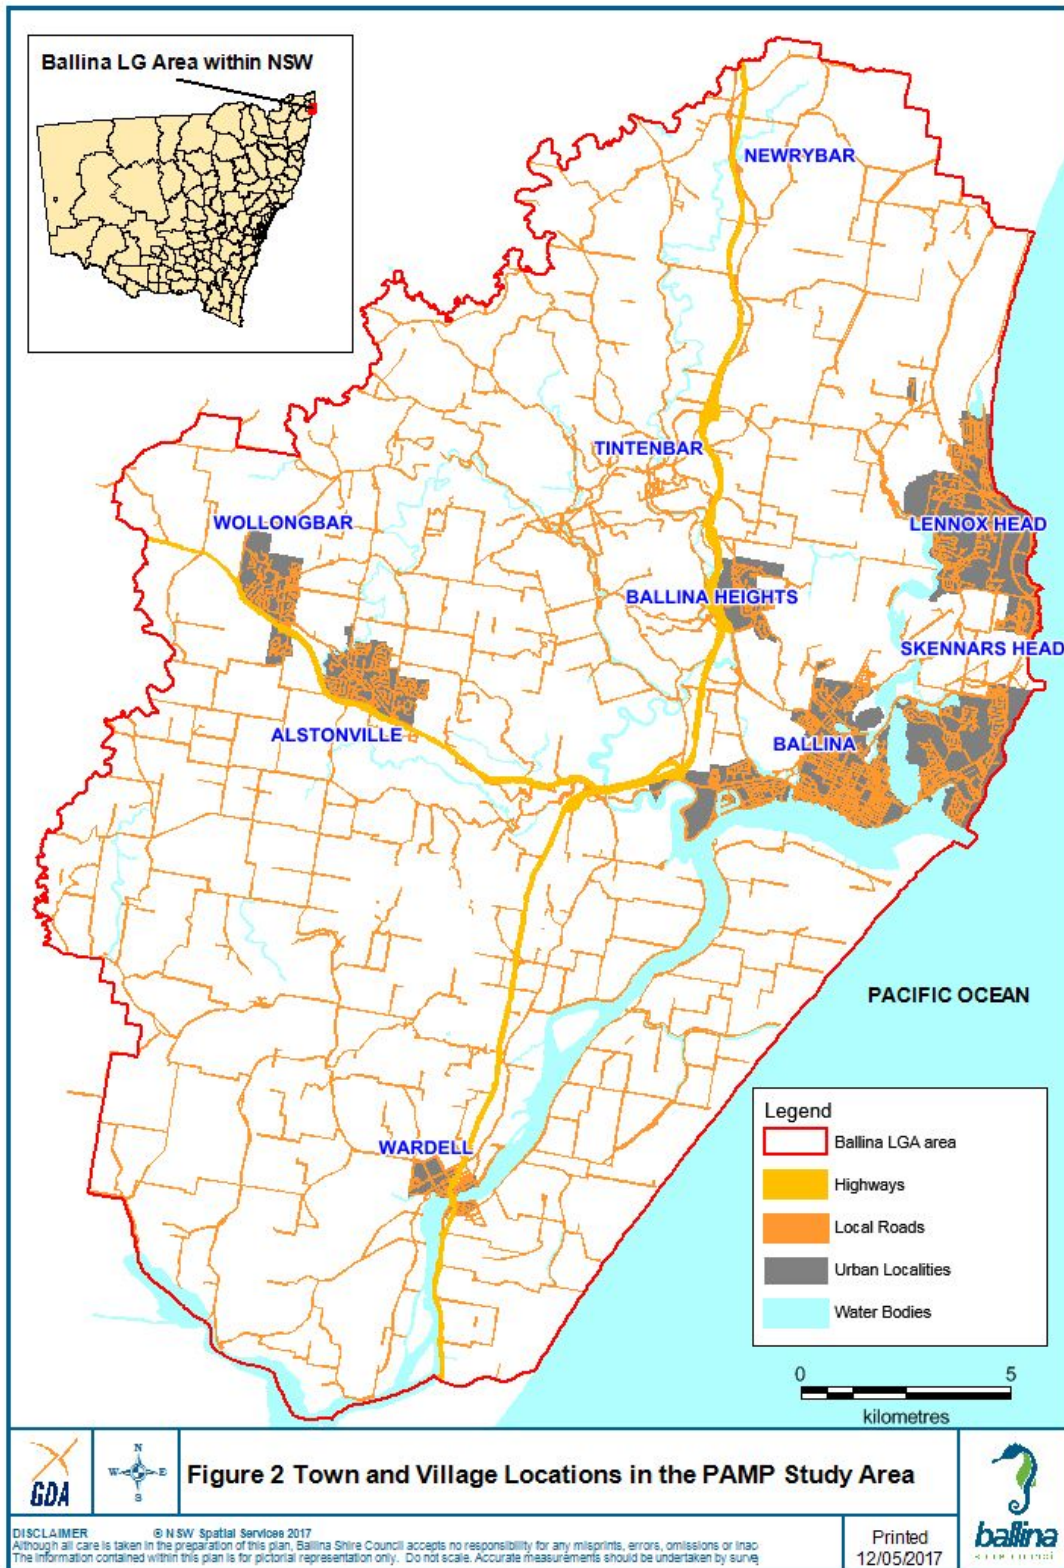 Ballina LG Area within NSW
NEWRYBAR
TINTENBAR
WOLLONGBAR
LENNOX HEAD
BALLINA HEIGHTS
SKENNARS HEAD
ALSTONVILLE
BALLINA
PACIFIC OCEAN
WARDELL
Legend
Ballina LGA area
Highways
Local Roads
Urban Localities
Water Bodies
0 5
kilometres
GDA
N
W E
S
Figure 2 Town and Village Locations in the PAMP Study Area
ballina
DISCLAIMER © NSW Spatial Services 2017
Although all care is taken in the preparation of this plan, Ballina Shire Council accepts no responsibility for any misprints, errors, omissions or inac
The information contained within this plan is for pictorial representation only. Do not scale. Accurate measurements should be undertaken by surve
Printed
12/05/2017